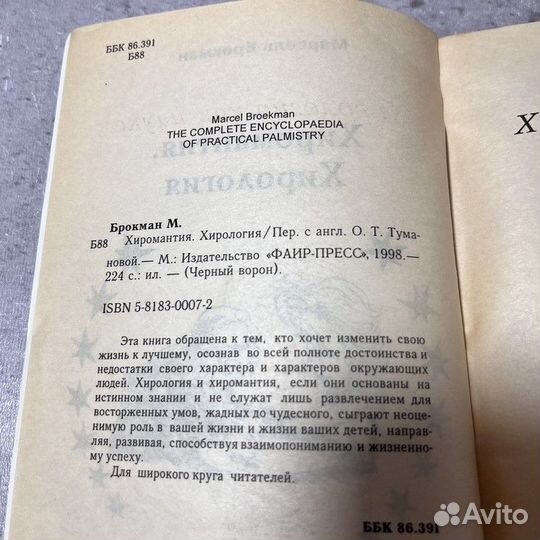 ББК 86.391
Б88
Marcel Broekman
THE COMPLETE ENCYCLOPAEDIA
OF PRACTICAL PALMISTRY
Брокман М.
Б88 Хиромантия. Хирология/Пер. с англ. О. Т. Тума-
новой.— М.: Издательство «ФАИР-ПРЕСС», 1998.—
224 с.: ил. — (Черный ворон).
ISBN 5-8183-0007-2
Эта книга обращена к тем, кто хочет изменить свою
жизнь к лучшему, осознав во всей полноте достоинства и
недостатки своего характера и характеров окружающих
людей. Хирология и хиромантия, если они основаны на
истинном знании и не служат лишь развлечением для
восторженных умов, жадных до чудесного, сыграют неоце-
нимую роль в вашей жизни и жизни ваших детей, направ-
ляя, развивая, способствуя взаимопониманию и жизненно-
му успеху.
Для широкого круга читателей.
ББК 86.391
Х
Avito